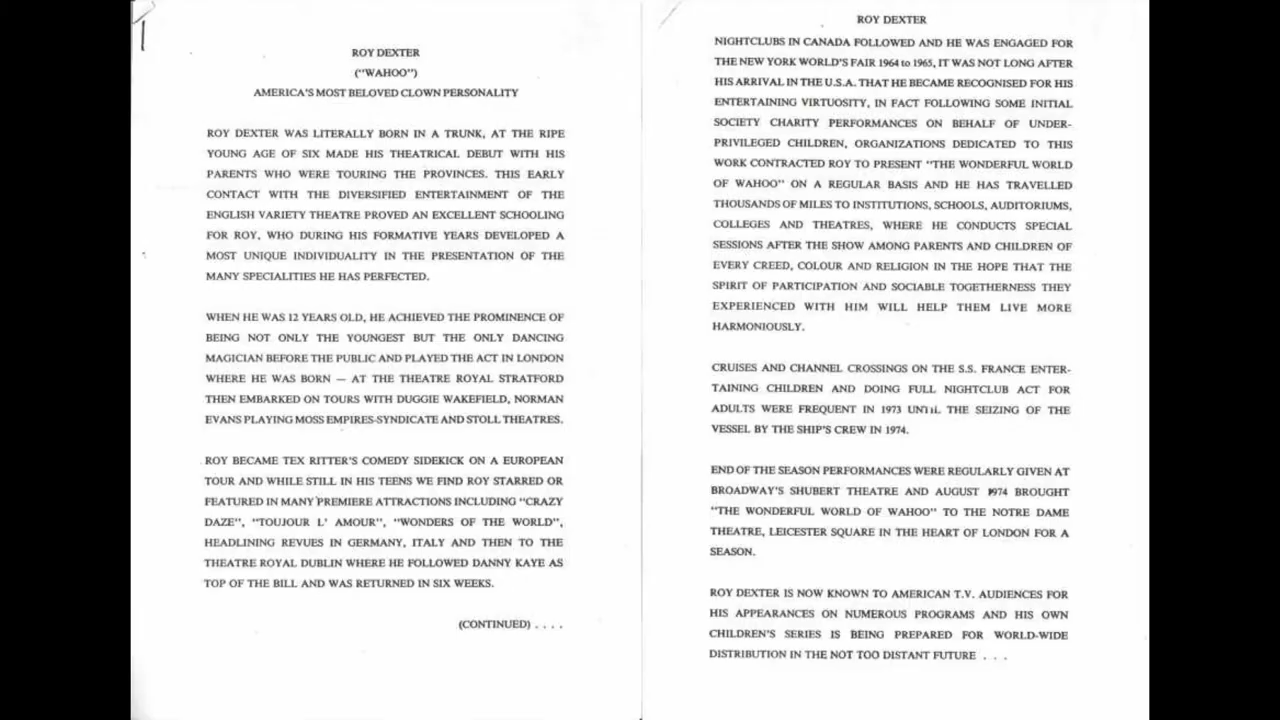 ROY DEXTER
("WAHOO")
AMERICA'S MOST BELOVED CLOWN PERSONALITY
ROY DEXTER WAS LITERALLY BORN IN A TRUNK, AT THE RIPE
YOUNG AGE OF SIX MADE HIS THEATRICAL DEBUT WITH HIS
PARENTS WHO WERE TOURING THE PROVINCES. THIS EARLY
CONTACT WITH THE DIVERSIFIED ENTERTAINMENT OF THE
ENGLISH VARIETY THEATRE PROVED AN EXCELLENT SCHOOLING
FOR ROY, WHO DURING HIS FORMATIVE YEARS DEVELOPED A
MOST UNIQUE INDIVIDUALITY IN THE PRESENTATION OF THE
MANY SPECIALITIES HE HAS PERFECTED.
WHEN HE WAS 12 YEARS OLD, HE ACHIEVED THE PROMINENCE OF
BEING NOT ONLY THE YOUNGEST BUT THE ONLY DANCING
MAGICIAN BEFORE THE PUBLIC AND PLAYED THE ACT IN LONDON
WHERE HE WAS BORN — AT THE THEATRE ROYAL STRATFORD
THEN EMBARKED ON TOURS WITH DUGGIE WAKEFIELD, NORMAN
EVANS PLAYING MOSS EMPIRES-SYNDICATE AND STOLL THEATRES.
ROY BECAME TEX RITTER'S COMEDY SIDEKICK ON A EUROPEAN
TOUR AND WHILE STILL IN HIS TEENS WE FIND ROY STARRED OR
FEATURED IN MANY PREMIERE ATTRACTIONS INCLUDING "CRAZY
DAZE", "TOUJOUR L' AMOUR", "WONDERS OF THE WORLD",
HEADLINING REVUES IN GERMANY, ITALY AND THEN TO THE
THEATRE ROYAL DUBLIN WHERE HE FOLLOWED DANNY KAYE AS
TOP OF THE BILL AND WAS RETURNED IN SIX WEEKS.
(CONTINUED) . . . .
ROY DEXTER
NIGHTCLUBS IN CANADA FOLLOWED AND HE WAS ENGAGED FOR
THE NEW YORK WORLD'S FAIR 1964 to 1965, IT WAS NOT LONG AFTER
HIS ARRIVAL IN THE U.S.A. THAT HE BECAME RECOGNISED FOR HIS
ENTERTAINING VIRTUOSITY, IN FACT FOLLOWING SOME INITIAL
SOCIETY CHARITY PERFORMANCES ON BEHALF OF UNDER-
PRIVILEGED CHILDREN, ORGANIZATIONS DEDICATED TO THIS
WORK CONTRACTED ROY TO PRESENT "THE WONDERFUL WORLD
OF WAHOO" ON A REGULAR BASIS AND HE HAS TRAVELLED
THOUSANDS OF MILES TO INSTITUTIONS, SCHOOLS, AUDITORIUMS,
COLLEGES AND THEATRES, WHERE HE CONDUCTS SPECIAL
SESSIONS AFTER THE SHOW AMONG PARENTS AND CHILDREN OF
EVERY CREED, COLOUR AND RELIGION IN THE HOPE THAT THE
SPIRIT OF PARTICIPATION AND SOCIABLE TOGETHERNESS THEY
EXPERIENCED WITH HIM WILL HELP THEM LIVE MORE
HARMONIOUSLY.
CRUISES AND CHANNEL CROSSINGS ON THE S.S. FRANCE ENTER-
TAINING CHILDREN AND DOING FULL NIGHTCLUB ACT FOR
ADULTS WERE FREQUENT IN 1973 UNTIL THE SEIZING OF THE
VESSEL BY THE SHIP'S CREW IN 1974.
END OF THE SEASON PERFORMANCES WERE REGULARLY GIVEN AT
BROADWAY'S SHUBERT THEATRE AND AUGUST 1974 BROUGHT
"THE WONDERFUL WORLD OF WAHOO" TO THE NOTRE DAME
THEATRE, LEICESTER SQUARE IN THE HEART OF LONDON FOR A
SEASON.
ROY DEXTER IS NOW KNOWN TO AMERICAN T.V. AUDIENCES FOR
HIS APPEARANCES ON NUMEROUS PROGRAMS AND HIS OWN
CHILDREN'S SERIES IS BEING PREPARED FOR WORLD-WIDE
DISTRIBUTION IN THE NOT TOO DISTANT FUTURE . . .